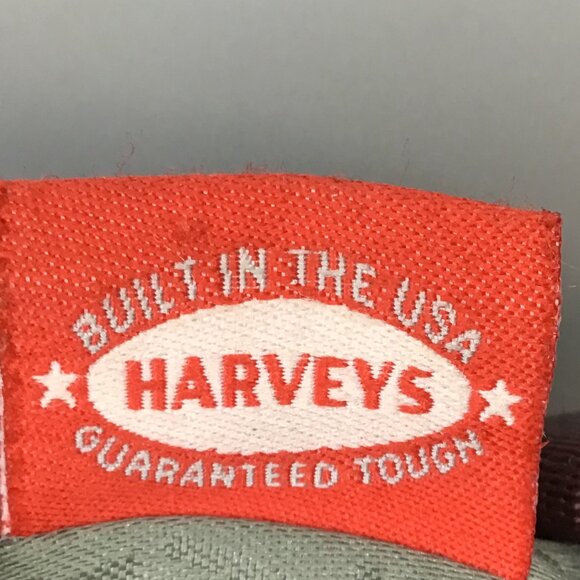 BUILT IN THE USA
HARVEYS
GUARANTEED TOUGH